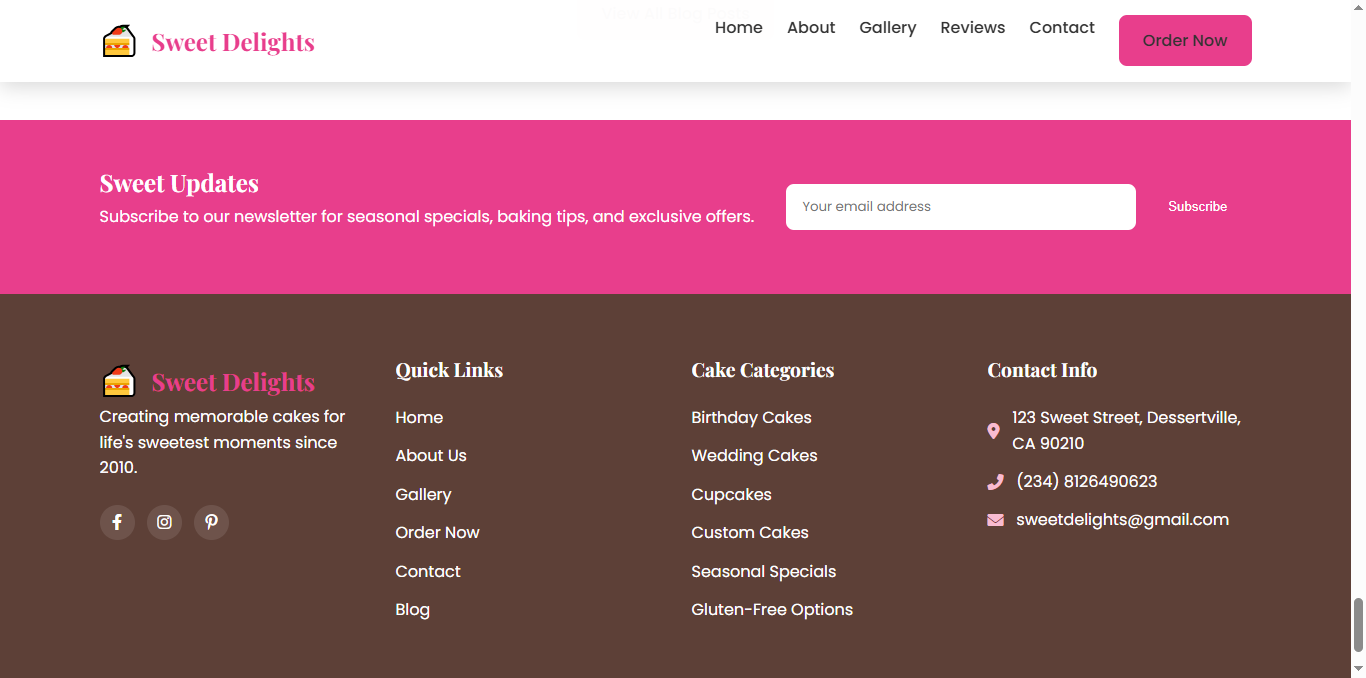 Sweet Delights
Home About Gallery Reviews Contact Order Now
Sweet Updates
Subscribe to our newsletter for seasonal specials, baking tips, and exclusive offers.
Your email address
Subscribe
Sweet Delights
Creating memorable cakes for
life's sweetest moments since
2010.
Quick Links
Home
About Us
Gallery
Order Now
Contact
Blog
Cake Categories
Birthday Cakes
Wedding Cakes
Cupcakes
Custom Cakes
Seasonal Specials
Gluten-Free Options
Contact Info
123 Sweet Street, Dessertville,
CA 90210
(234) 8126490623
sweetdelights@gmail.com